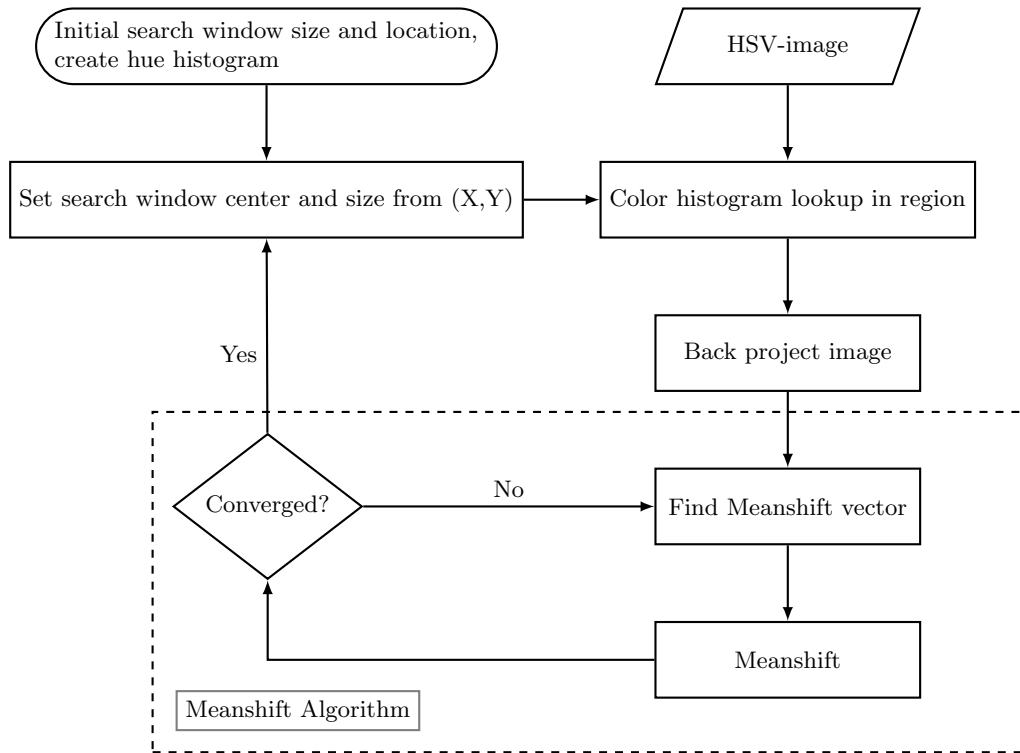 Initial search window size and location,
create hue histogram
HSV-image
Set search window center and size from (X,Y)
Color histogram lookup in region
Yes
Back project image
Converged?
No
Find Meanshift vector
Meanshift
Meanshift Algorithm